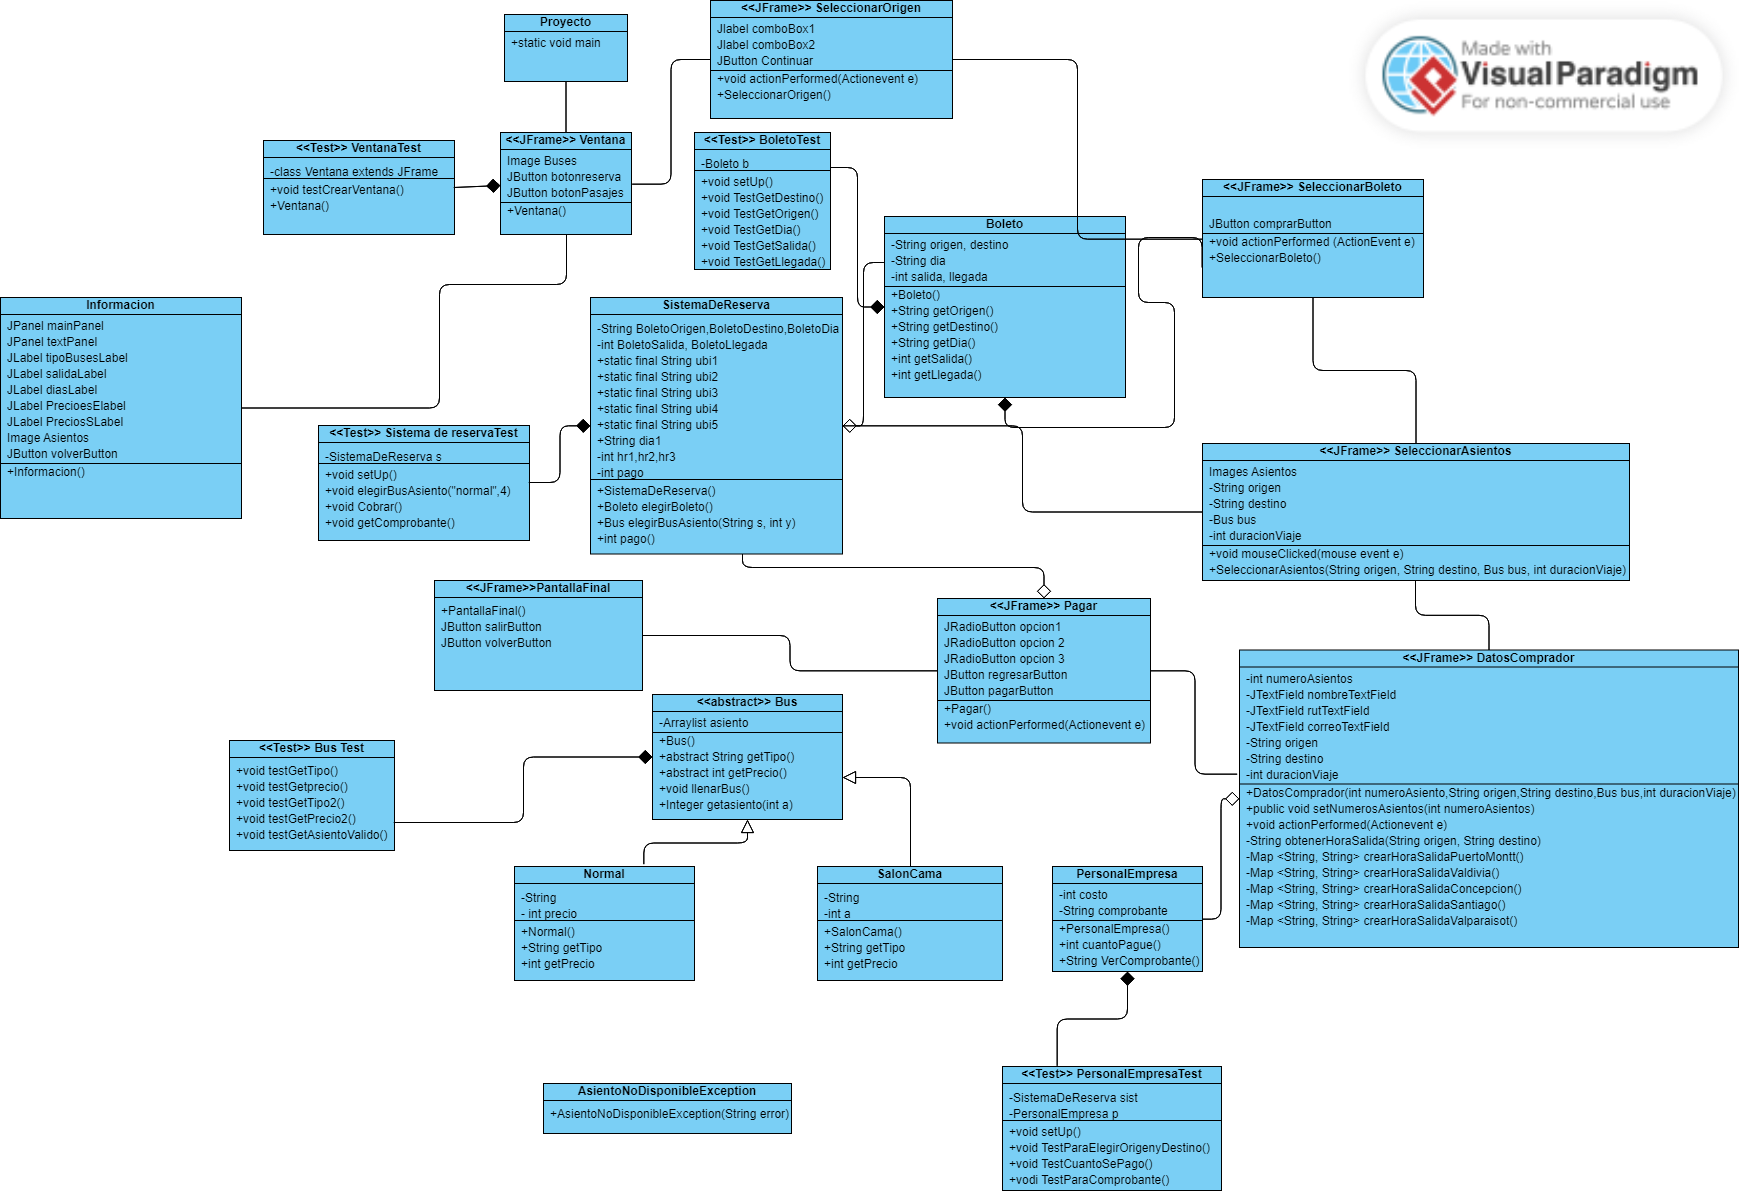 Proyecto
+static void main
<<JFrame>> SeleccionarOrigen
Jlabel comboBox1
Jlabel comboBox2
JButton Continuar
+void actionPerformed(Actionevent e)
+SeleccionarOrigen()
Made with
VisualParadigm
For non-commercial use
<<Test>> VentanaTest
-class Ventana extends JFrame
+void testCrearVentana()
+Ventana()
<<JFrame>> Ventana
Image Buses
JButton botonreserva
JButton botonPasajes
+Ventana()
<<Test>> BoletoTest
-Boleto b
+void setUp()
+void TestGetDestino()
+void TestGetOrigen()
+void TestGetDia()
+void TestGetSalida()
+void TestGetLlegada()
Boleto
-String origen, destino
-String dia
-int salida, llegada
+Boleto()
+String getOrigen()
+String getDestino()
+String getDia()
+int getSalida()
+int getLlegada()
<<JFrame>> SeleccionarBoleto
JButton comprarButton
+void actionPerformed (ActionEvent e)
+SeleccionarBoleto()
Informacion
JPanel mainPanel
JPanel textPanel
JLabel tipoBusesLabel
JLabel salidaLabel
JLabel diasLabel
JLabel PrecioesElabel
JLabel PreciosSLabel
Image Asientos
JButton volverButton
+Informacion()
<<Test>> Sistema de reservaTest
-SistemaDeReserva s
+void setUp()
+void elegirBusAsiento("normal",4)
+void Cobrar()
+void getComprobante()
SistemaDeReserva
-String BoletoOrigen,BoletoDestino,BoletoDia
-int BoletoSalida, BoletoLlegada
+static final String ubi1
+static final String ubi2
+static final String ubi3
+static final String ubi4
+static final String ubi5
+String dia1
-int hr1,hr2,hr3
-int pago
+SistemaDeReserva()
+Boleto elegirBoleto()
+Bus elegirBusAsiento(String s, int y)
+int pago()
<<JFrame>> SeleccionarAsientos
Images Asientos
-String origen
-String destino
-Bus bus
-int duracionViaje
+void mouseClicked(mouse event e)
+SeleccionarAsientos(String origen, String destino, Bus bus, int duracionViaje)
<<JFrame>>PantallaFinal
+PantallaFinal()
JButton salirButton
JButton volverButton
<<JFrame>> Pagar
JRadioButton opcion1
JRadioButton opcion 2
JRadioButton opcion 3
JButton regresarButton
JButton pagarButton
+Pagar()
+void actionPerformed(Actionevent e)
<<JFrame>> DatosComprador
-int numeroAsientos
-JTextField nombreTextField
-JTextField rutTextField
-JTextField correoTextField
-String origen
-String destino
-int duracionViaje
+DatosComprador(int numeroAsiento,String origen,String destino,Bus bus,int duracionViaje)
+public void setNumerosAsientos(int numeroAsientos)
+void actionPerformed(Actionevent e)
-String obtenerHoraSalida(String origen, String destino)
-Map <String, String> crearHoraSalidaPuertoMontt()
-Map <String, String> crearHoraSalidaValdivia()
-Map <String, String> crearHoraSalidaConcepcion()
-Map <String, String> crearHoraSalidaSantiago()
-Map <String, String> crearHoraSalidaValparaisot()
<<Test>> Bus Test
+void testGetTipo()
+void testGetprecio()
+void testGetTipo2()
+void testGetPrecio2()
+void testGetAsientoValido()
<<abstract>> Bus
-Arraylist asiento
+Bus()
+abstract String getTipo()
+abstract int getPrecio()
+void llenarBus()
+Integer getasiento(int a)
Normal
-String
- int precio
+Normal()
+String getTipo
+int getPrecio
SalonCama
-String
-int a
+SalonCama()
+String getTipo
+int getPrecio
PersonalEmpresa
-int costo
-String comprobante
+PersonalEmpresa()
+int cuantoPague()
+String VerComprobante()
AsientoNoDisponibleException
+AsientoNoDisponibleException(String error)
<<Test>> PersonalEmpresaTest
-SistemaDeReserva sist
-PersonalEmpresa p
+void setUp()
+void TestParaElegirOrigenyDestino()
+void TestCuantoSePago()
+vodi TestParaComprobante()